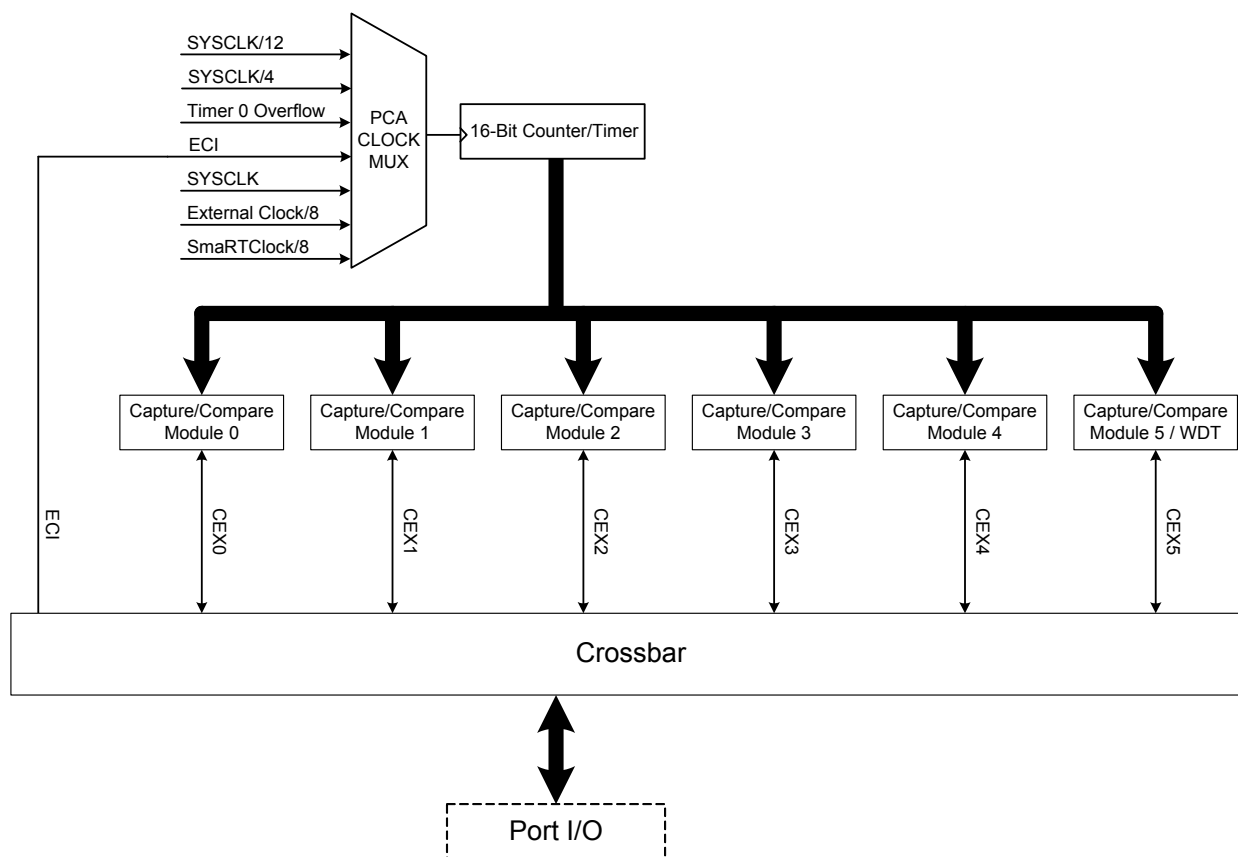 SYSCLK/12
SYSCLK/4
Timer 0 Overflow
ECI
SYSCLK
External Clock/8
SmaRTClock/8
PCA
CLOCK
MUX
16-Bit Counter/Timer
Capture/Compare
Module 0
Capture/Compare
Module 1
Capture/Compare
Module 2
Capture/Compare
Module 3
Capture/Compare
Module 4
Capture/Compare
Module 5 / WDT
ECI
CEX0
CEX1
CEX2
CEX3
CEX4
CEX5
Crossbar
Port I/O